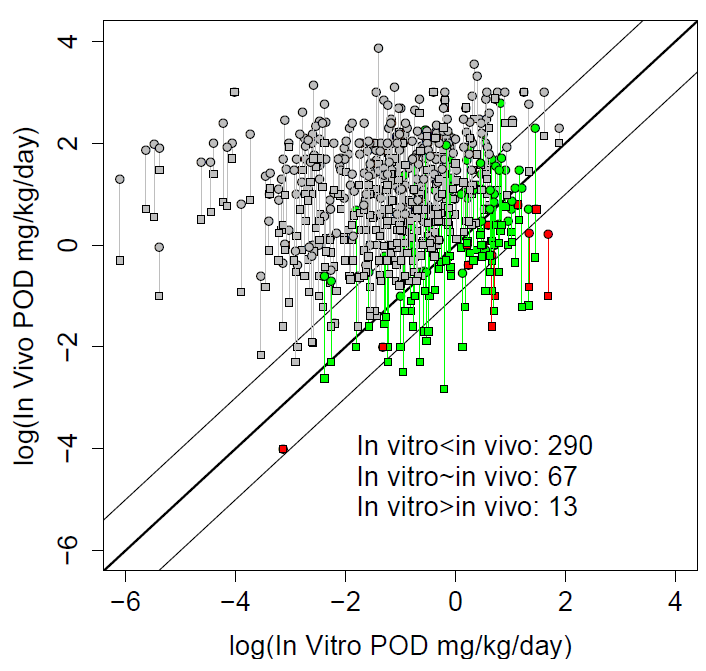 log(In Vivo POD mg/kg/day)
4
2
0
−2
−4
−6
In vitro<in vivo: 290
In vitro~in vivo: 67
In vitro>in vivo: 13
−6 −4 −2 0 2 4
log(In Vitro POD mg/kg/day)